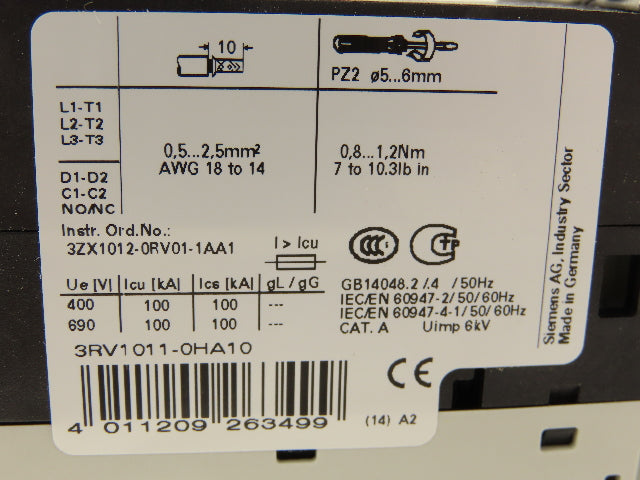 10
PZ2 ø5...6mm
L1-T1
L2-T2
L3-T3
D1-D2
C1-C2
NO/NC
0,5...2,5mm²
AWG 18 to 14
0,8...1,2Nm
7 to 10.3lb in
Instr. Ord.No.:
3ZX1012-0RV01-1AA1
I > Icu
CCC
PG
TP
Ue [V] Icu [kA] Ics [kA] gL / gG
400 100 100 ---
690 100 100 ---
GB14048.2/.4 /50Hz
IEC/EN 60947-2/50/60Hz
IEC/EN 60947-4-1/50/60Hz
CAT. A Uimp 6kV
3RV1011-0HA10
CE
4 011209 263499
(14) A2
Siemens AG, Industry Sector
Made in Germany